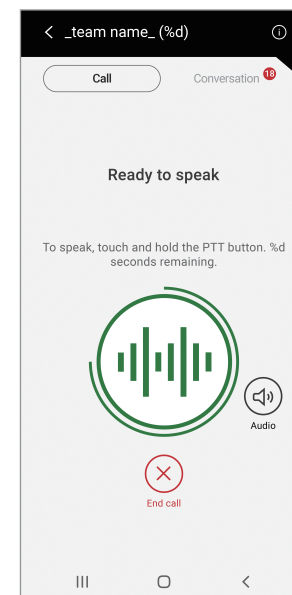 _team name_ (%d)
Call
Conversation 18
Ready to speak
To speak, touch and hold the PTT button. %d
seconds remaining.
Audio
End call